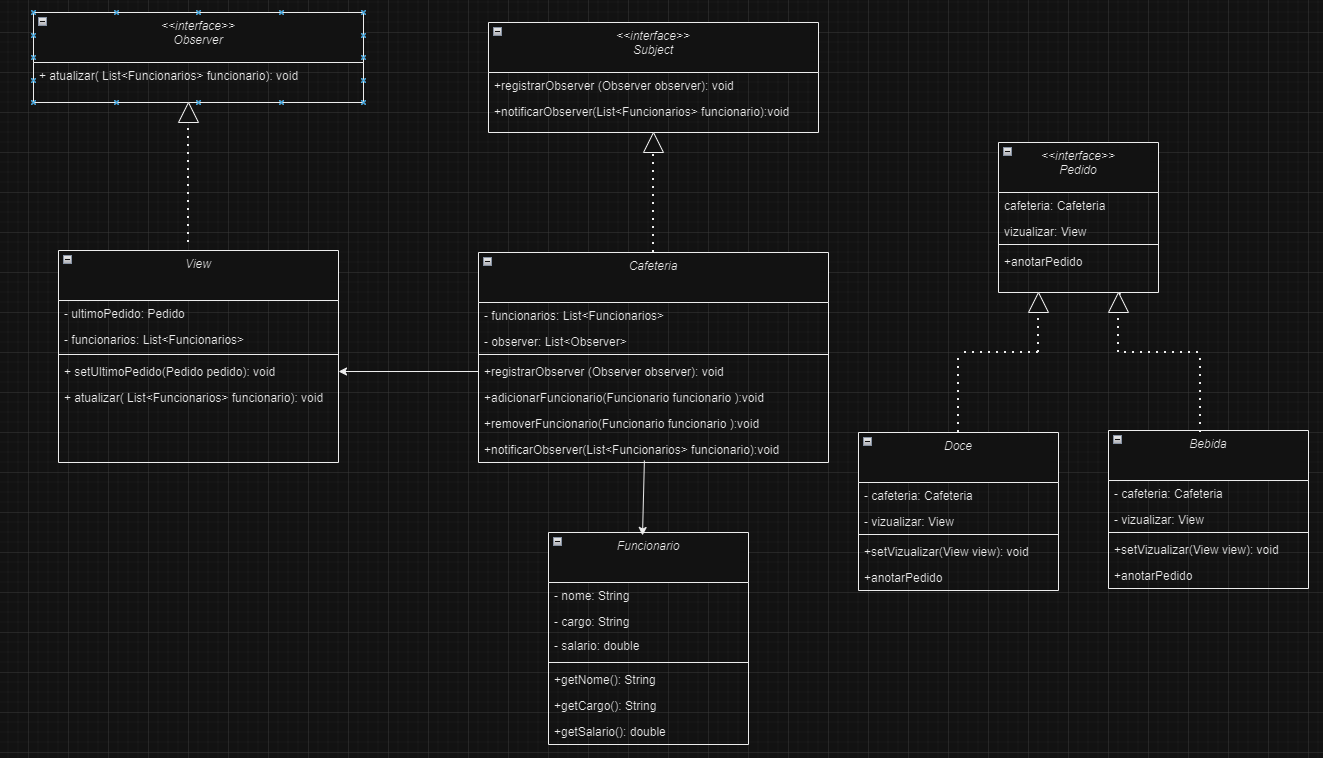 <<interface>>
Observer
+ atualizar( List<Funcionarios> funcionario): void
<<interface>>
Subject
+registrarObserver (Observer observer): void
+notificarObserver(List<Funcionarios> funcionario):void
<<interface>>
Pedido
cafeteria: Cafeteria
vizualizar: View
+anotarPedido
View
- ultimoPedido: Pedido
- funcionarios: List<Funcionarios>
+ setUltimoPedido(Pedido pedido): void
+ atualizar( List<Funcionarios> funcionario): void
Cafeteria
- funcionarios: List<Funcionarios>
- observer: List<Observer>
+registrarObserver (Observer observer): void
+adicionarFuncionario(Funcionario funcionario ):void
+removerFuncionario(Funcionario funcionario ):void
+notificarObserver(List<Funcionarios> funcionario):void
Doce
- cafeteria: Cafeteria
- vizualizar: View
+setVizualizar(View view): void
+anotarPedido
Bebida
- cafeteria: Cafeteria
- vizualizar: View
+setVizualizar(View view): void
+anotarPedido
Funcionario
- nome: String
- cargo: String
- salario: double
+getNome(): String
+getCargo(): String
+getSalario(): double